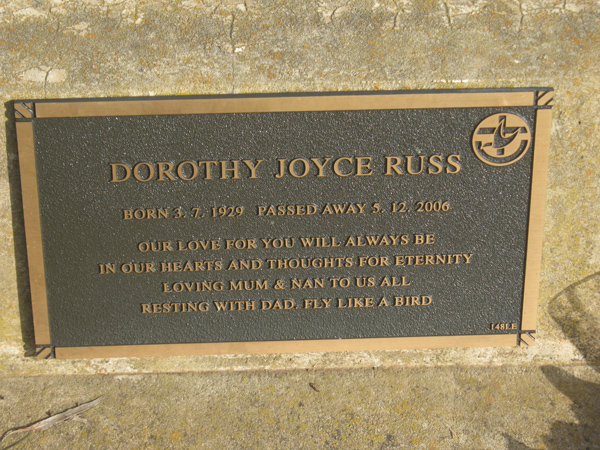 DOROTHY JOYCE RUSS
BORN 3. 7. 1929 PASSED AWAY 5. 12. 2006
OUR LOVE FOR YOU WILL ALWAYS BE
IN OUR HEARTS AND THOUGHTS FOR ETERNITY
LOVING MUM & NAN TO US ALL
RESTING WITH DAD. FLY LIKE A BIRD
1481.E